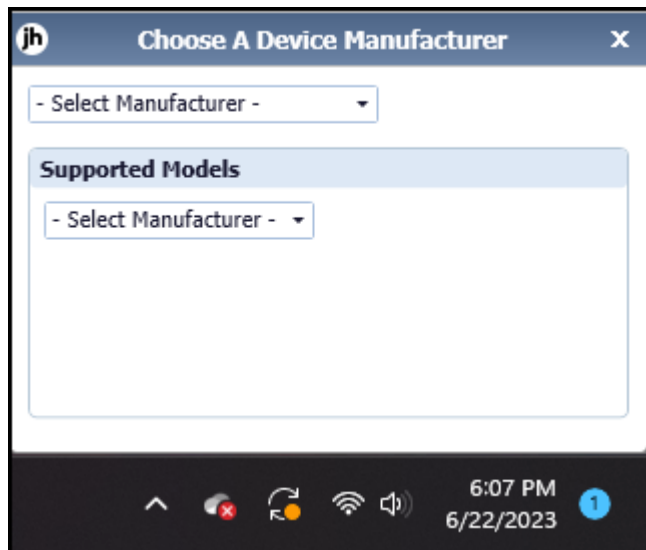 jh Choose A Device Manufacturer x
- Select Manufacturer -
Supported Models
- Select Manufacturer -
6:07 PM
6/22/2023
1